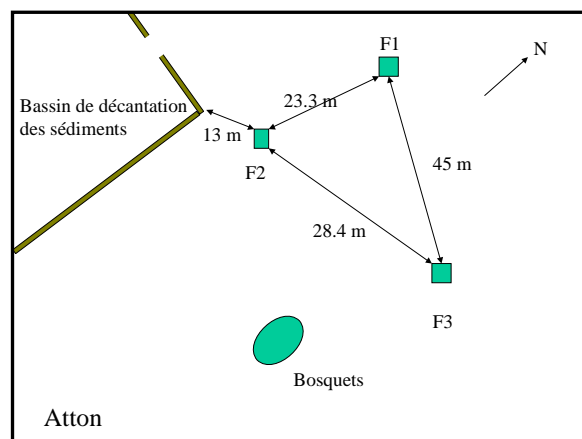 F1
N
23.3 m
Bassin de décantation
des sédiments
13 m
F2
45 m
28.4 m
F3
Bosquets
Atton